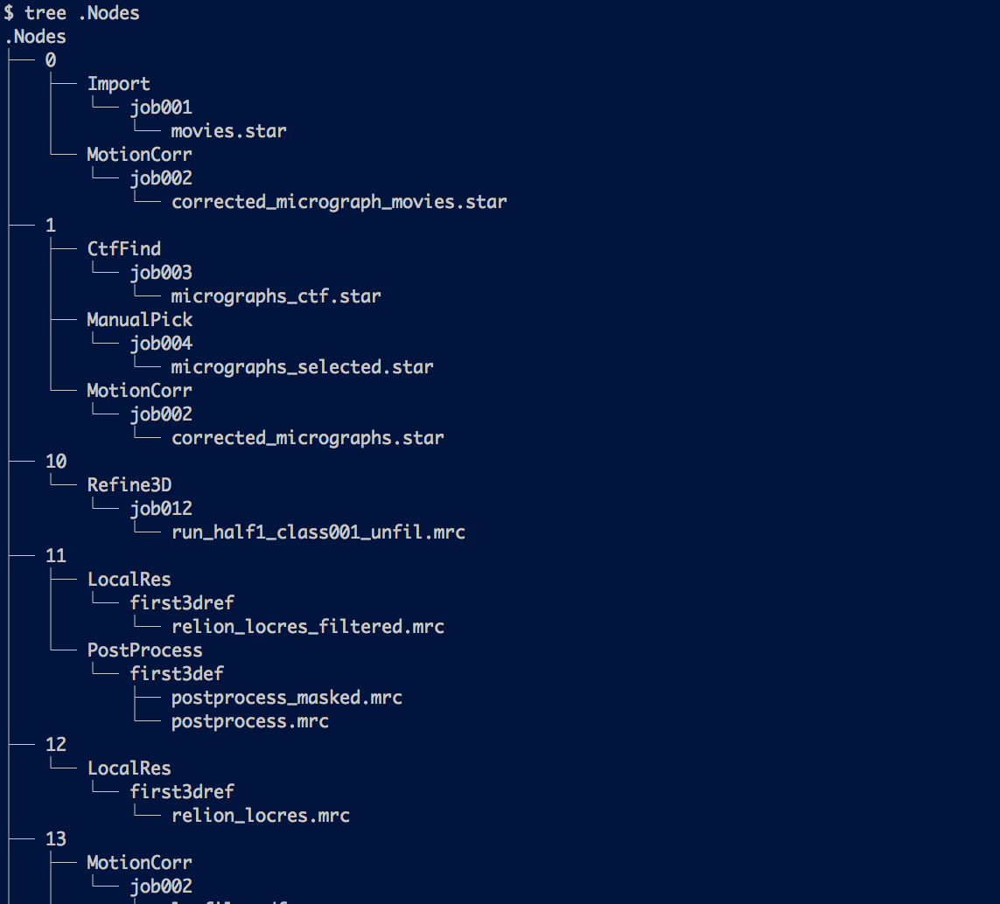 $ tree .Nodes
.Nodes
├── 0
│   ├── Import
│   │   └── job001
│   │       └── movies.star
│   └── MotionCorr
│       └── job002
│           └── corrected_micrograph_movies.star
├── 1
│   ├── CtfFind
│   │   └── job003
│   │       └── micrographs_ctf.star
│   ├── ManualPick
│   │   └── job004
│   │       └── micrographs_selected.star
│   └── MotionCorr
│       └── job002
│           └── corrected_micrographs.star
├── 10
│   └── Refine3D
│       └── job012
│           └── run_half1_class001_unfil.mrc
├── 11
│   ├── LocalRes
│   │   └── first3dref
│   │       └── relion_locres_filtered.mrc
│   └── PostProcess
│       └── first3def
│           ├── postprocess_masked.mrc
│           └── postprocess.mrc
├── 12
│   └── LocalRes
│       └── first3dref
│           └── relion_locres.mrc
├── 13
│   ├── MotionCorr
│   │   └── job002